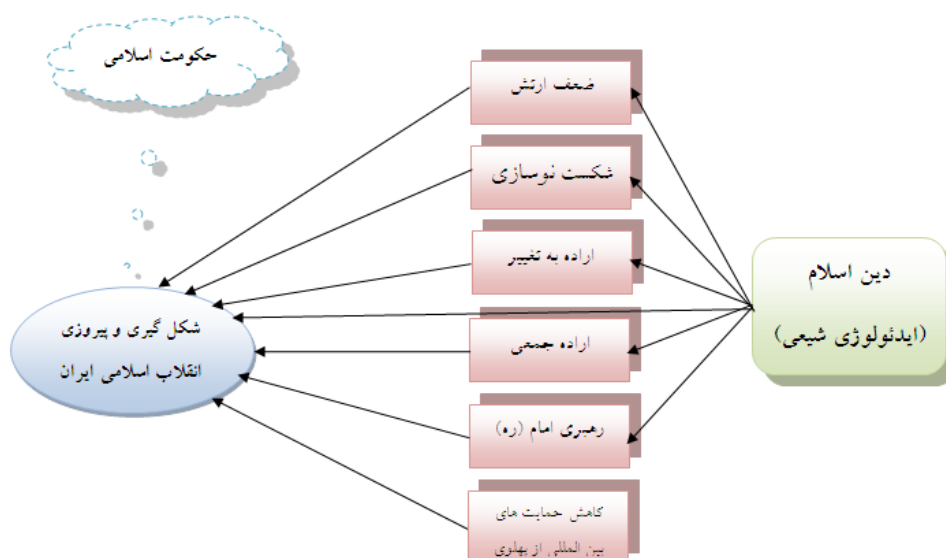 حکومت اسلامی
ضعف ارتش
شکست نوسازی
اراده به تغییر
اراده جمعی
رهبری امام (ره)
کاهش حمایت های
بین المللی از پهلوی
دین اسلام
(ایدئولوژی شیعی)
شکل گیری و پیروزی
انقلاب اسلامی ایران